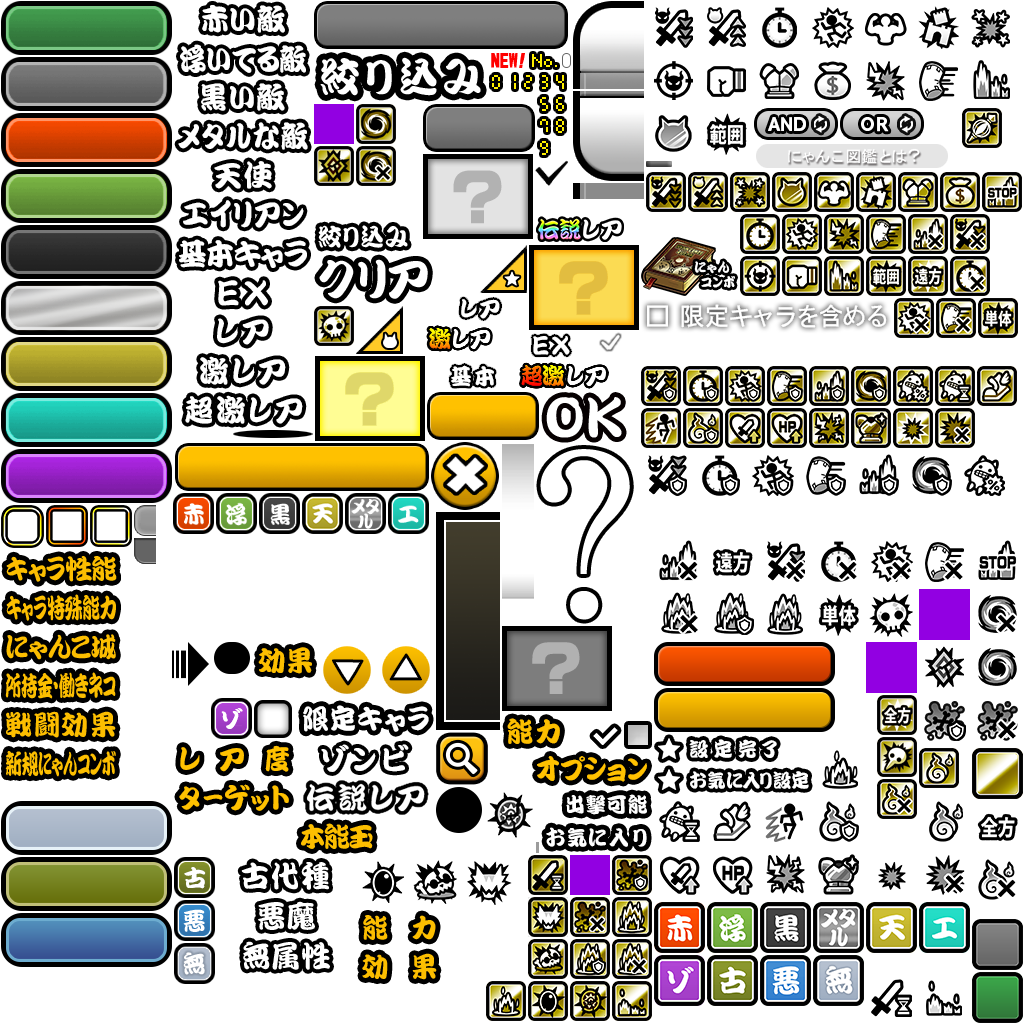 赤い敵
浮いてる敵
黒い敵
メタルな敵
天使
エイリアン
基本キャラ
EX
レア
激レア
超激レア
絞り込み
NEW!
No.0
01234
56
78
9
?
絞り込み
クリア
伝説レア
レア
激レア
EX
基本
超激レア
?
?
OK
赤
浮
黒
天
メタル
エ
?
?
キャラ性能
キャラ特殊能力
にゃんこ城
所持金・働きネコ
戦闘効果
新規にゃんコンボ
効果
ゾ
限定キャラ
レア度
ゾンビ
ターゲット
伝説レア
本能玉
能力
オプション
出撃可能
お気に入り
古
悪
無
古代種
悪魔
無属性
能力
効果
$
範囲
AND
OR
にゃんこ図鑑とは?
$
STOP
にゃん
コンボ
範囲
遠方
限定キャラを含める
単体
HP
%
遠方
STOP
単体
全方
設定完了
お気に入り設定
HP
全方
赤
浮
黒
メタル
天
エ
ゾ
古
悪
無